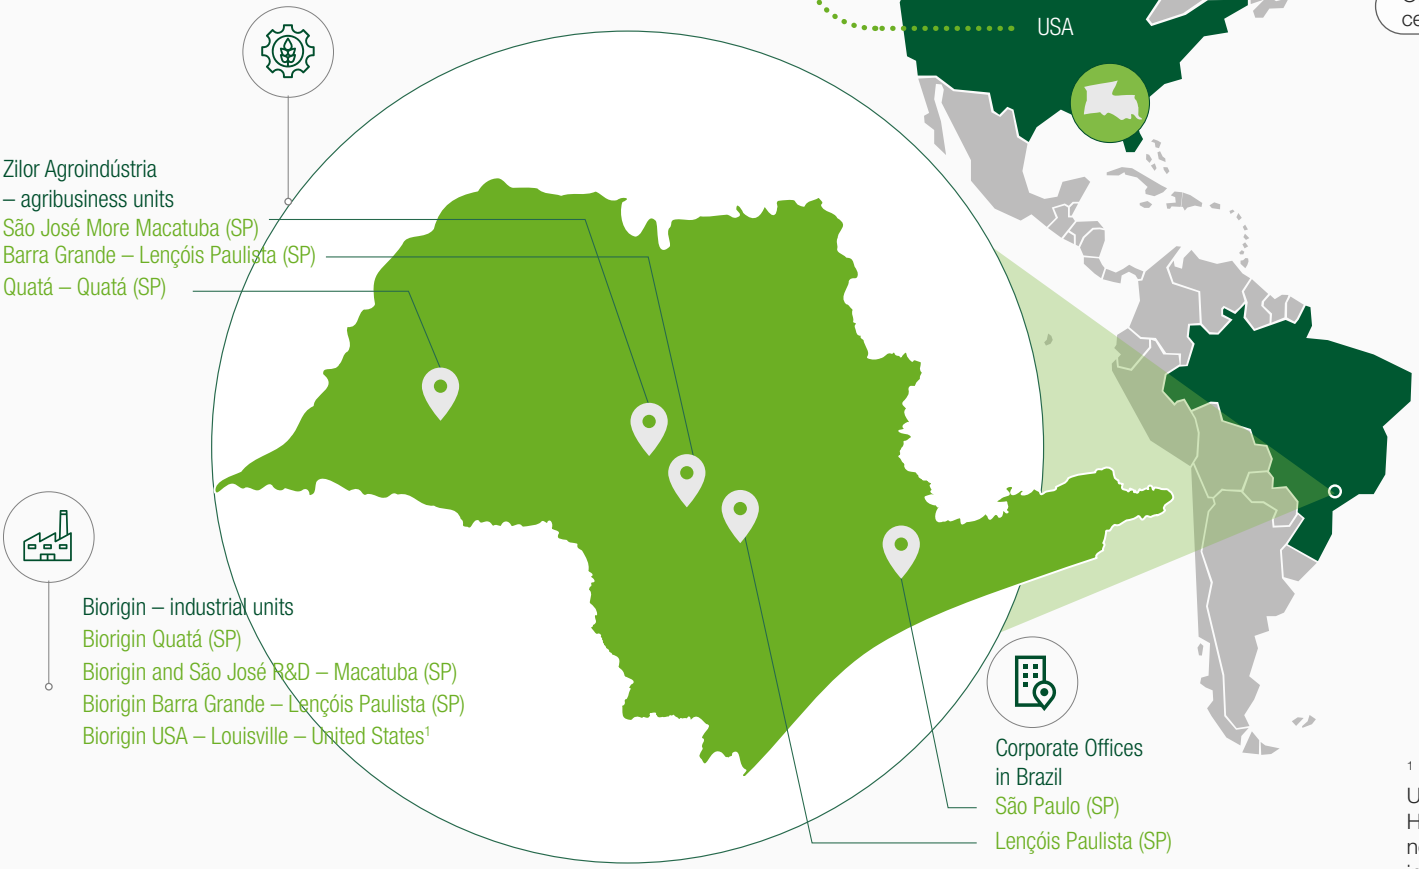 USA
ce
Zilor Agroindústria
– agribusiness units
São José More Macatuba (SP)
Barra Grande – Lençóis Paulista (SP)
Quatá – Quatá (SP)
Biorigin – industrial units
Biorigin Quatá (SP)
Biorigin and São José R&D – Macatuba (SP)
Biorigin Barra Grande – Lençóis Paulista (SP)
Biorigin USA – Louisville – United States¹
Corporate Offices
in Brazil
São Paulo (SP)
Lençóis Paulista (SP)
1
U
H
n